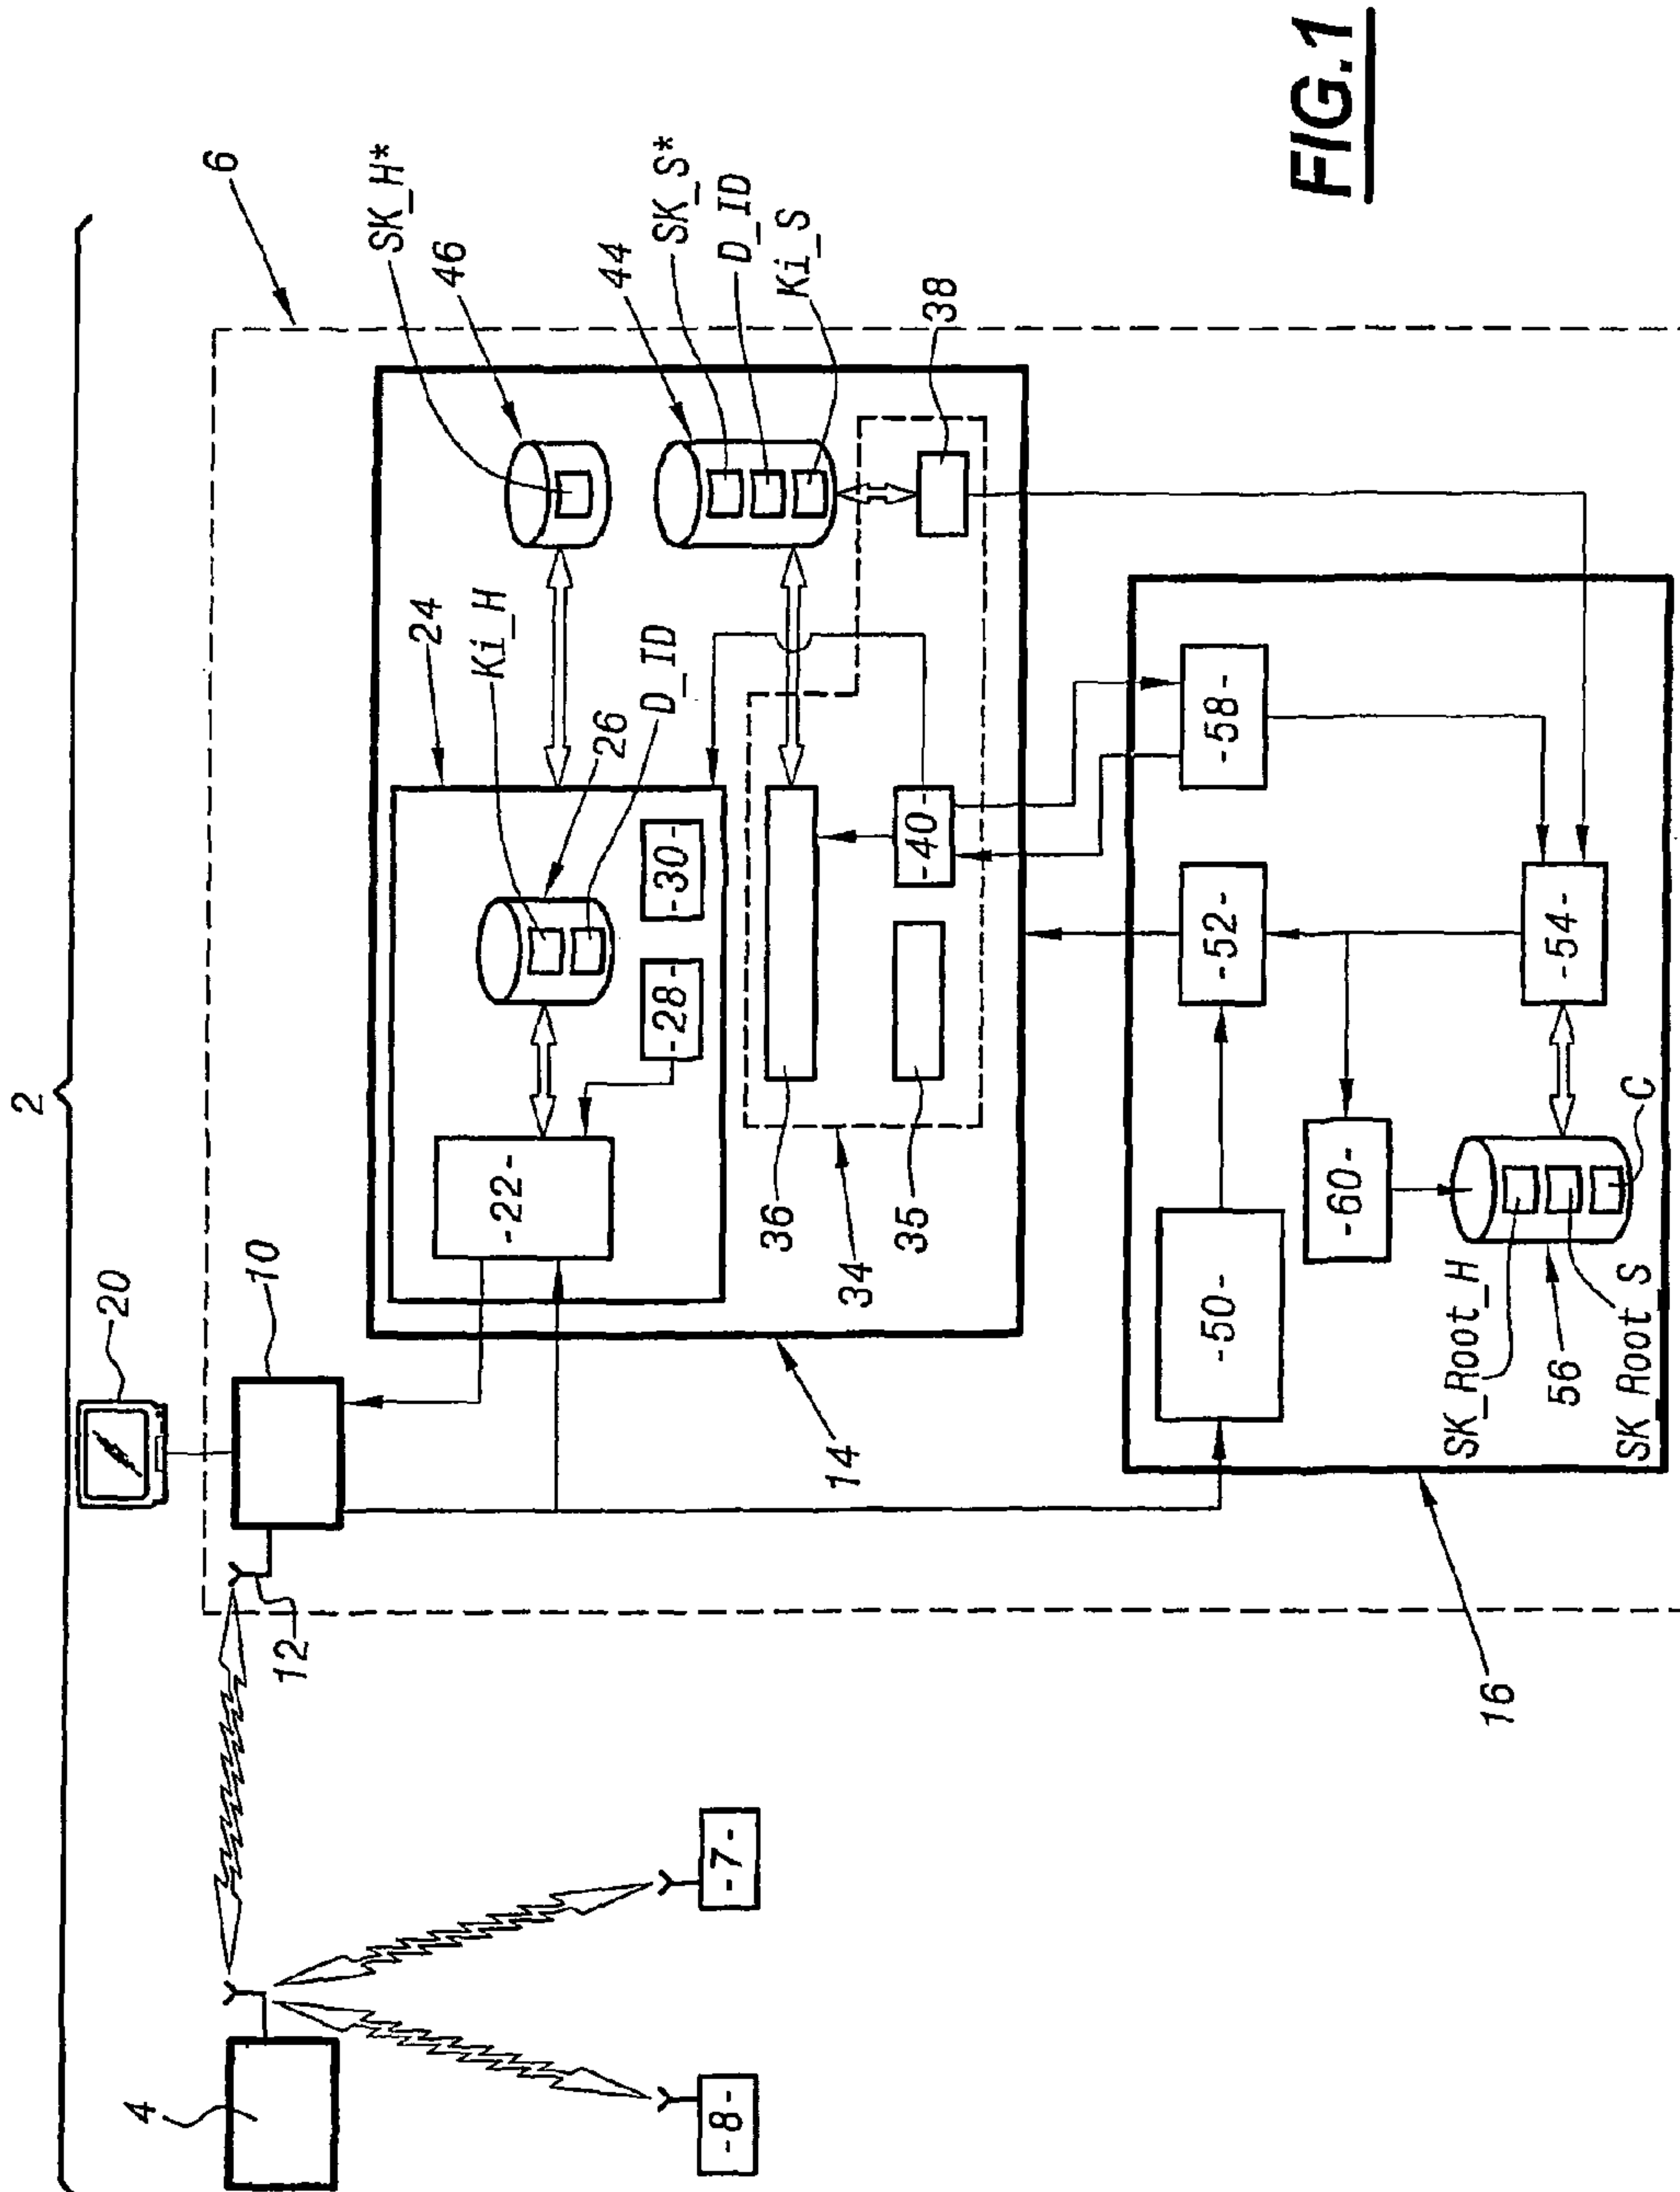 2
20
4
6
10
12
SK_H*
24
46
Ki_H
-22-
26
44
D_ID
SK_S*
-28-
-30-
-8-
-7-
D_ID
36
Ki_S
14
34
35
-40-
38
-50-
-52-
-58-
-60-
SK_Root_H
16
56
-54-
SK_Root_S
C
FIG.1